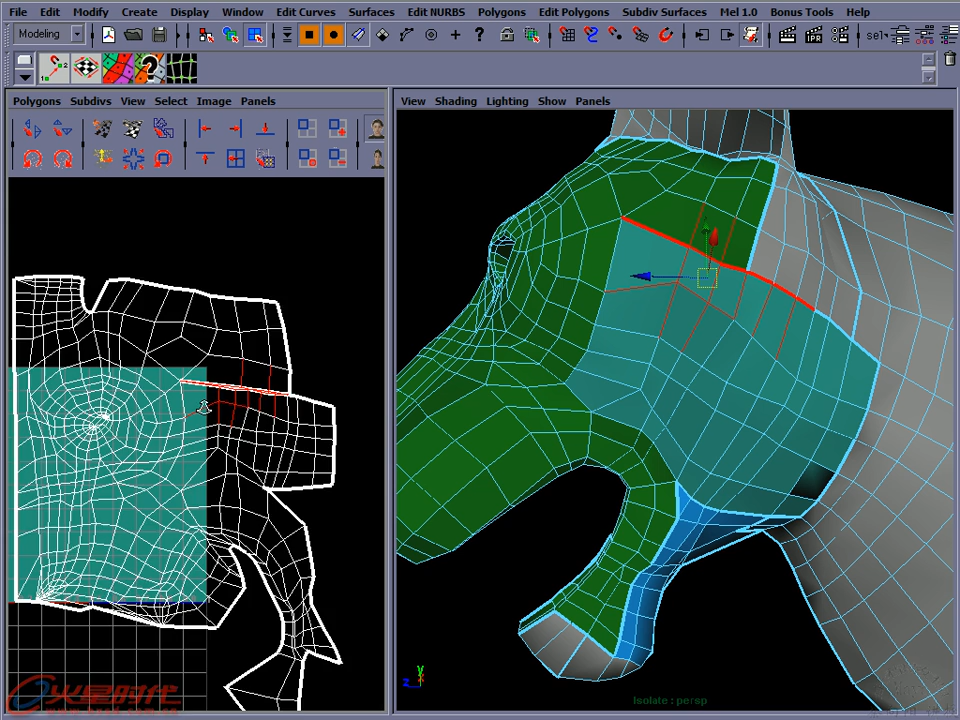 File Edit Modify Create Display Window Edit Curves Surfaces Edit NURBS Polygons Edit Polygons Subdiv Surfaces Mel 1.0 Bonus Tools Help
Modeling
IPR
sel
Polygons Subdivs View Select Image Panels
View Shading Lighting Show Panels
y
z
Isolate : persp
火星时代